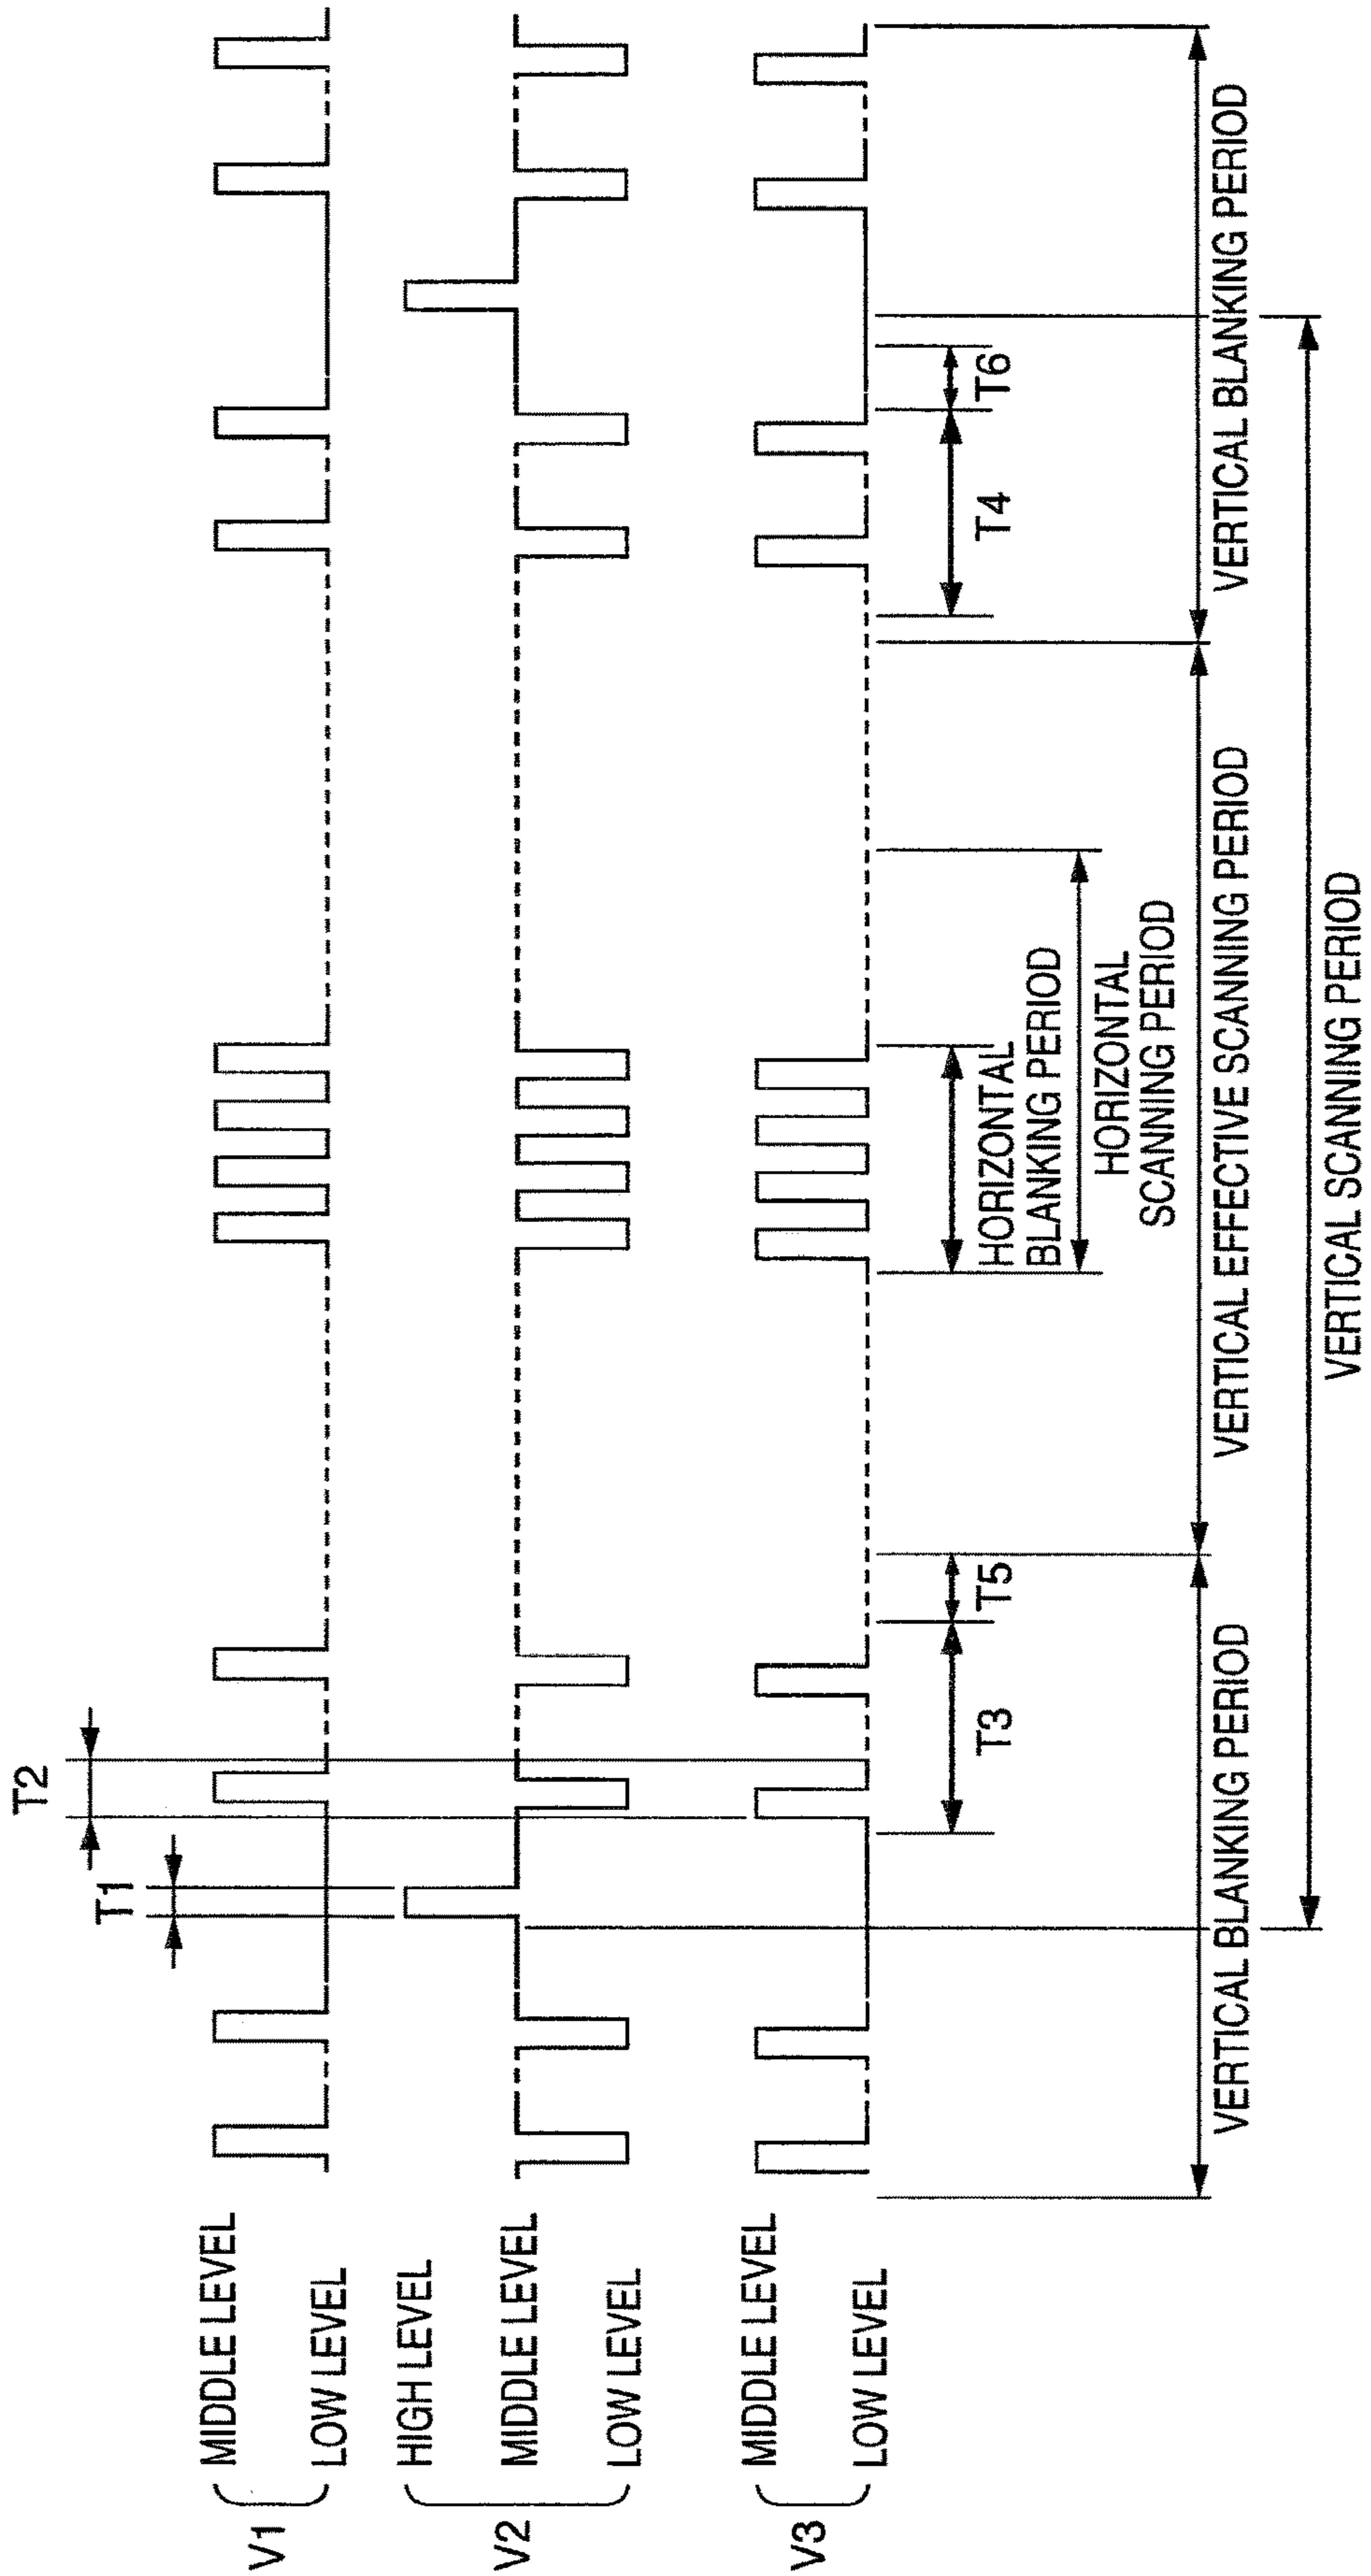 T2
T1
V1
MIDDLE LEVEL
LOW LEVEL
V2
HIGH LEVEL
MIDDLE LEVEL
LOW LEVEL
V3
MIDDLE LEVEL
LOW LEVEL
T3
T5
HORIZONTAL
BLANKING PERIOD
T4
T6
HORIZONTAL
SCANNING PERIOD
VERTICAL BLANKING PERIOD
VERTICAL EFFECTIVE SCANNING PERIOD
VERTICAL BLANKING PERIOD
VERTICAL SCANNING PERIOD